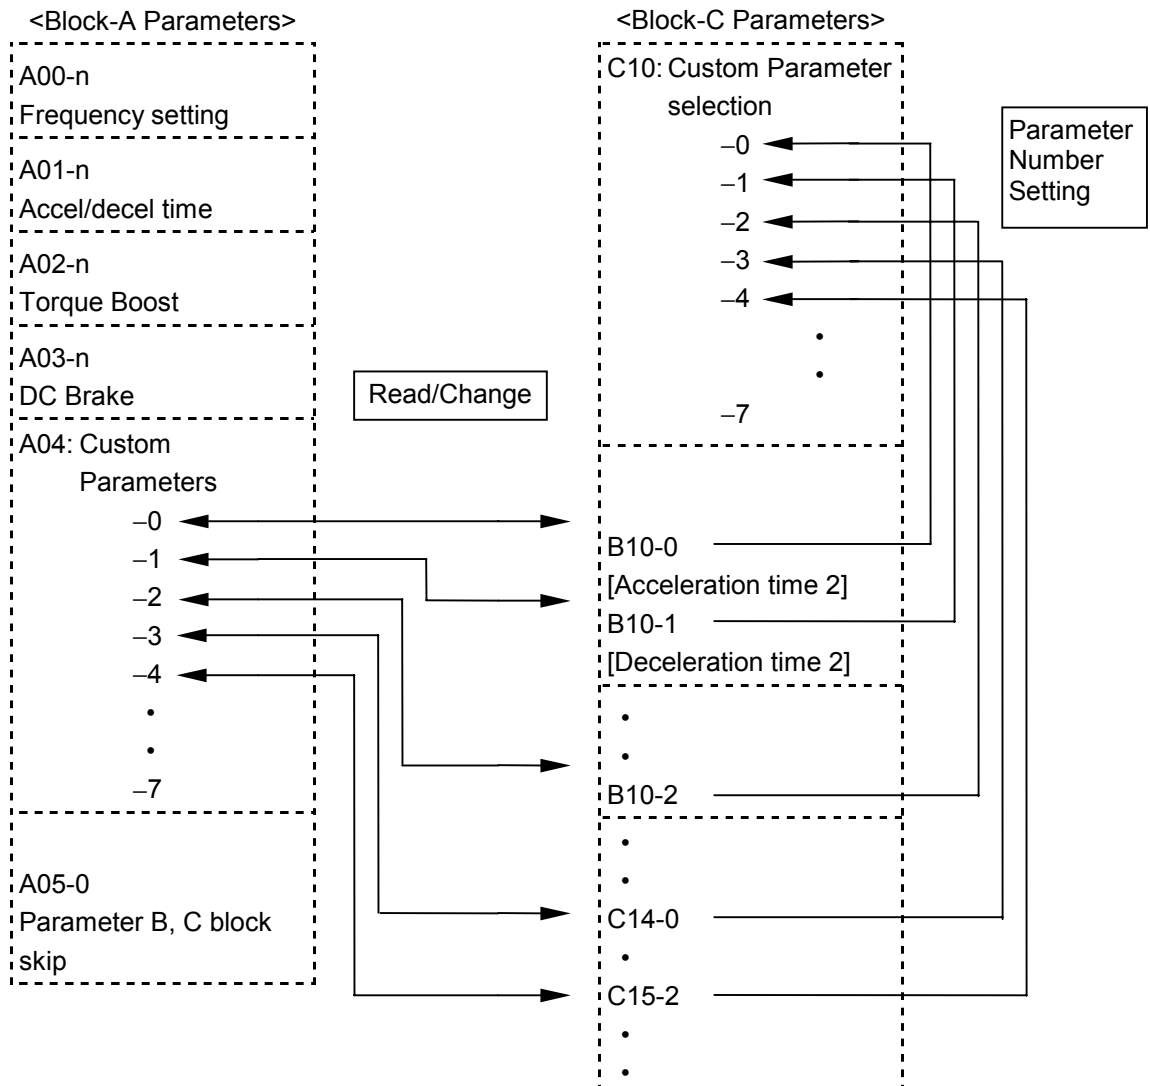 <Block-A Parameters>
A00-n
Frequency setting
A01-n
Accel/decel time
A02-n
Torque Boost
A03-n
DC Brake
A04: Custom
Parameters
–0
–1
–2
–3
–4
•
•
–7
A05-0
Parameter B, C block
skip
Read/Change
<Block-C Parameters>
C10: Custom Parameter
selection
–0
–1
–2
–3
–4
•
•
–7
B10-0
[Acceleration time 2]
B10-1
[Deceleration time 2]
•
•
B10-2
•
•
C14-0
•
C15-2
•
•
Parameter
Number
Setting